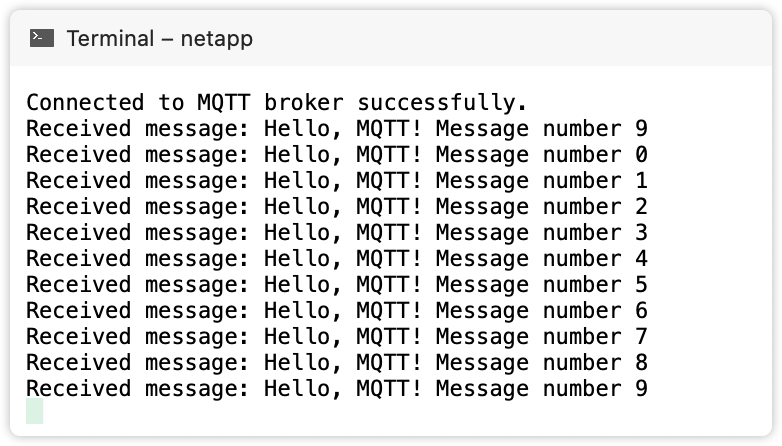 Terminal – netapp
Connected to MQTT broker successfully.
Received message: Hello, MQTT! Message number 9
Received message: Hello, MQTT! Message number 0
Received message: Hello, MQTT! Message number 1
Received message: Hello, MQTT! Message number 2
Received message: Hello, MQTT! Message number 3
Received message: Hello, MQTT! Message number 4
Received message: Hello, MQTT! Message number 5
Received message: Hello, MQTT! Message number 6
Received message: Hello, MQTT! Message number 7
Received message: Hello, MQTT! Message number 8
Received message: Hello, MQTT! Message number 9